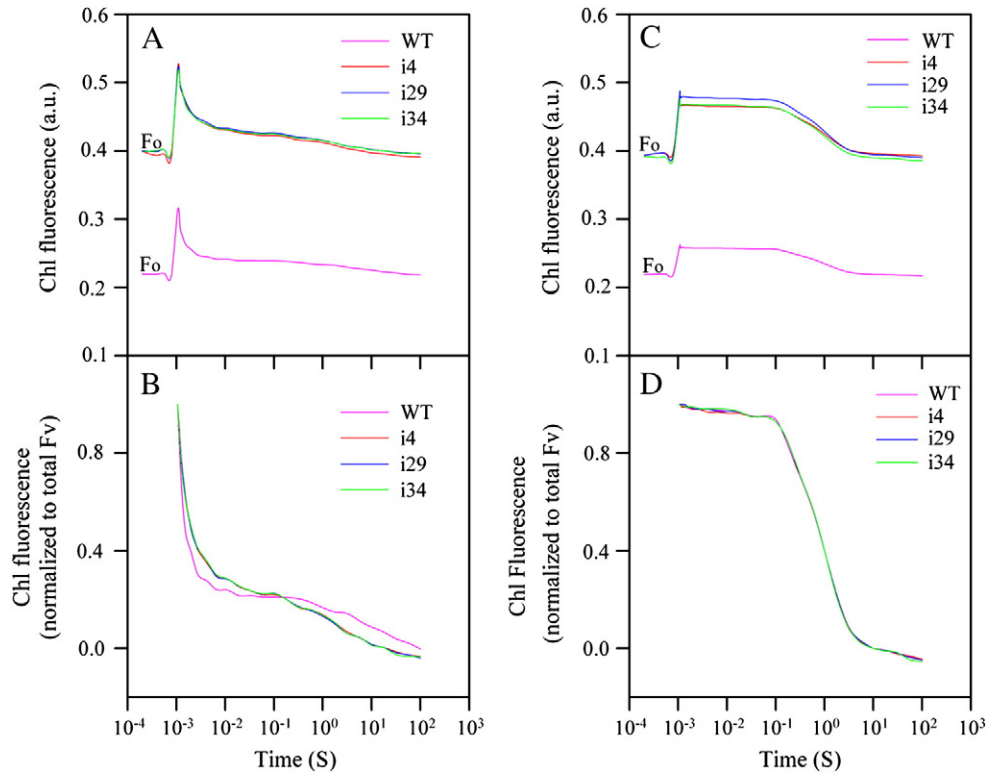 A
WT
i4
i29
i34
Fo
Fo
0.6
0.5
0.4
0.3
0.2
0.1
Chl fluorescence (a.u.)
C
WT
i4
i29
i34
Fo
Fo
0.6
0.5
0.4
0.3
0.2
0.1
Chl fluorescence (a.u.)
B
WT
i4
i29
i34
0.8
0.4
0.0
Chl fluorescence
(normalized to total Fv)
10⁻⁴ 10⁻³ 10⁻² 10⁻¹ 10⁰ 10¹ 10² 10³
Time (S)
D
WT
i4
i29
i34
0.8
0.4
0.0
Chl Fluorescence
(normalized to total Fv)
10⁻⁴ 10⁻³ 10⁻² 10⁻¹ 10⁰ 10¹ 10² 10³
Time (S)